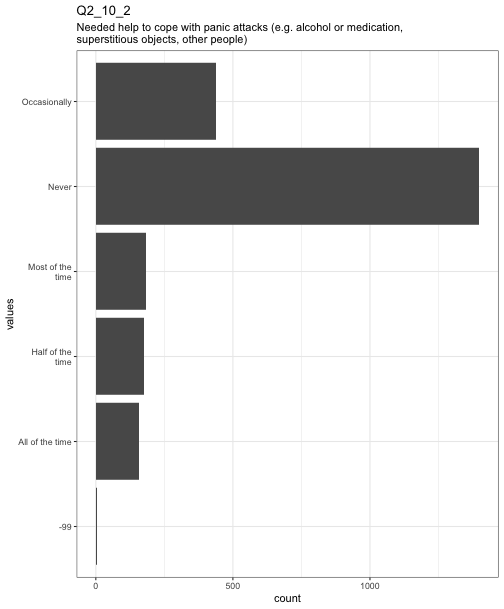 Q2_10_2
Needed help to cope with panic attacks (e.g. alcohol or medication,
superstitious objects, other people)
Occasionally
Never
Most of the
time
Half of the
time
All of the time
-99
values
0 500 1000
count